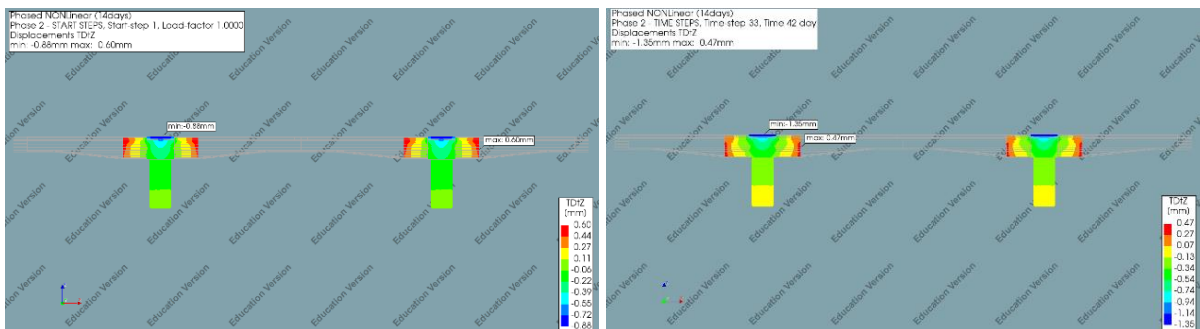 Phased NONLinear (14days)
Phase 2 - START STEPS, Start-step 1, Load-factor 1.0000
Displacements TDtZ
min: -0.88mm max: 0.60mm
min:-0.88mm
max: 0.60mm
TDtZ
(mm)
0.60
0.44
0.27
0.11
-0.06
-0.22
-0.39
-0.55
-0.72
-0.88
Education Version
Phased NONLinear (14days)
Phase 2 - TIME STEPS, Time-step 33, Time 42 day
Displacements TDtZ
min: -1.35mm max: 0.47mm
min:-1.35mm
max: 0.47mm
TDtZ
(mm)
0.47
0.27
0.07
-0.13
-0.34
-0.54
-0.74
-0.94
-1.15
-1.35
Education Version